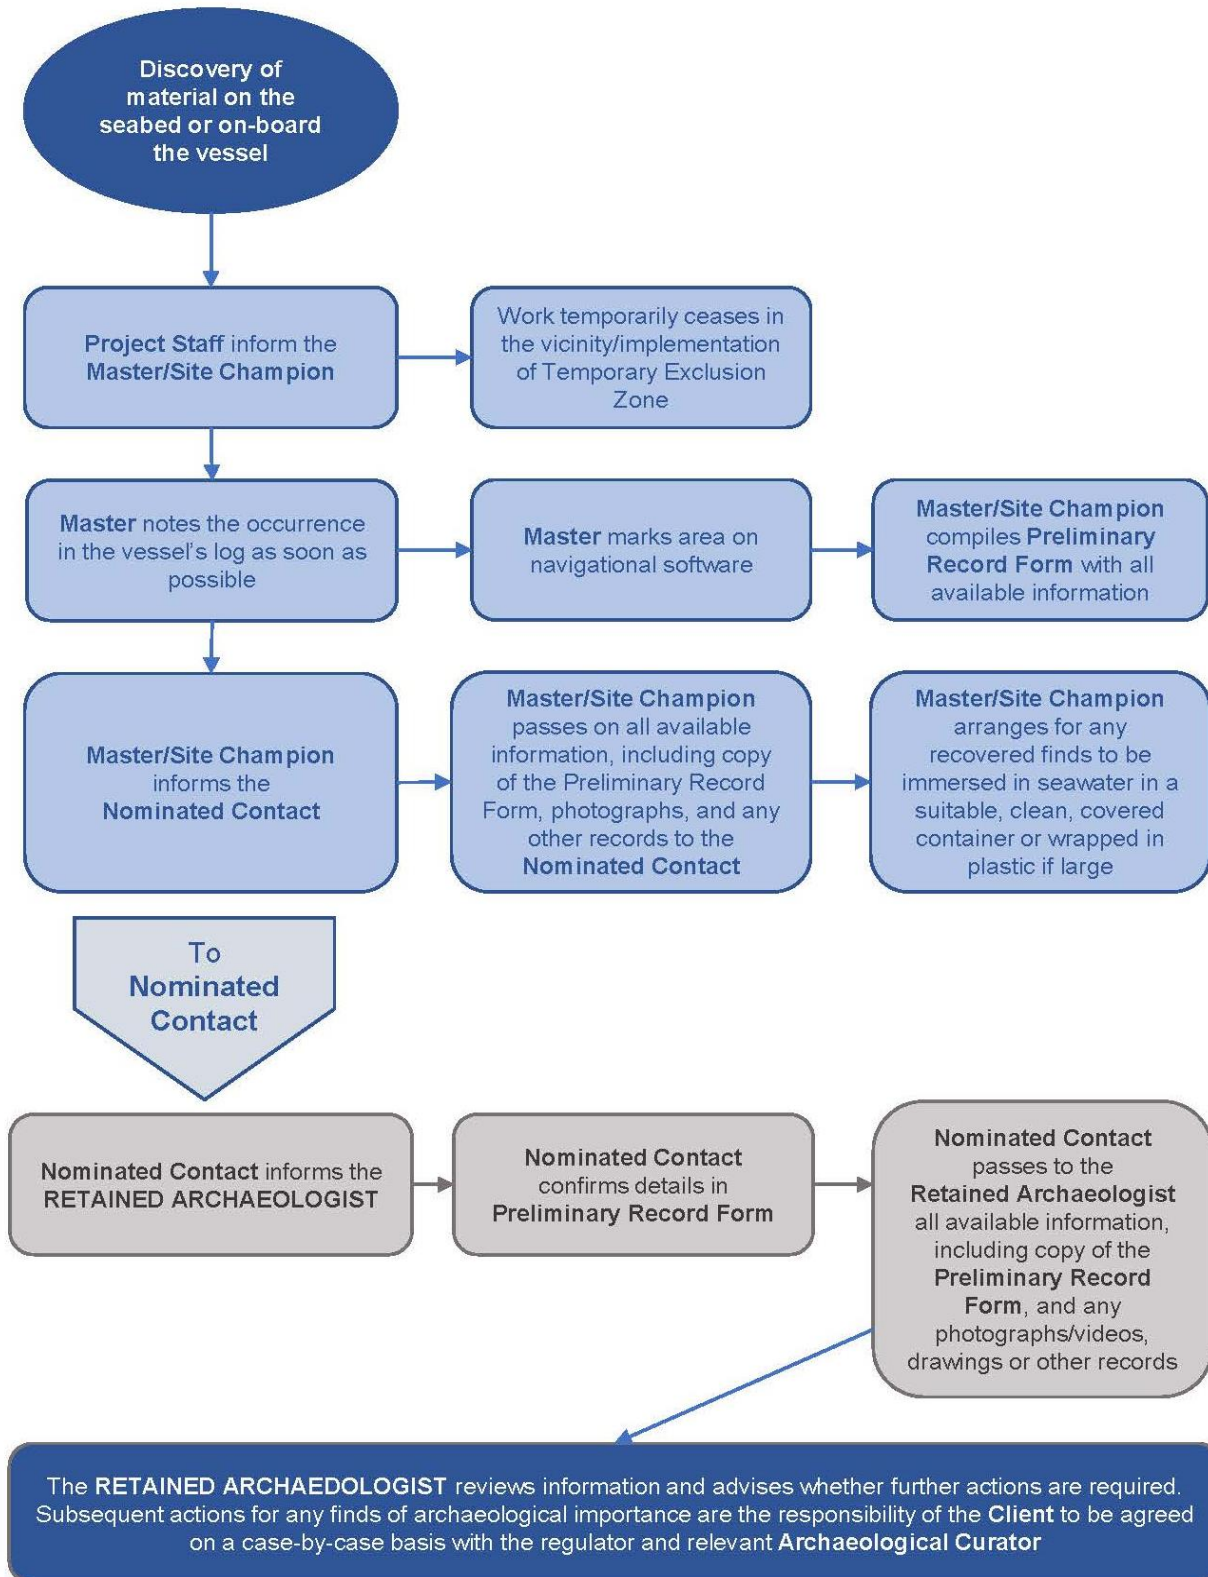 Discovery of
material on the
seabed or on-board
the vessel
Project Staff inform the
Master/Site Champion
Work temporarily ceases in
the vicinity/implementation
of Temporary Exclusion
Zone
Master notes the occurrence
in the vessel's log as soon as
possible
Master marks area on
navigational software
Master/Site Champion
compiles Preliminary
Record Form with all
available information
Master/Site Champion
informs the
Nominated Contact
Master/Site Champion
passes on all available
information, including copy
of the Preliminary Record
Form, photographs, and any
other records to the
Nominated Contact
Master/Site Champion
arranges for any
recovered finds to be
immersed in seawater in a
suitable, clean, covered
container or wrapped in
plastic if large
To
Nominated
Contact
Nominated Contact informs the
RETAINED ARCHAEOLOGIST
Nominated Contact
confirms details in
Preliminary Record Form
Nominated Contact
passes to the
Retained Archaeologist
all available information,
including copy of the
Preliminary Record
Form, and any
photographs/videos,
drawings or other records
The RETAINED ARCHAEDOLOGIST reviews information and advises whether further actions are required.
Subsequent actions for any finds of archaeological importance are the responsibility of the Client to be agreed
on a case-by-case basis with the regulator and relevant Archaeological Curator